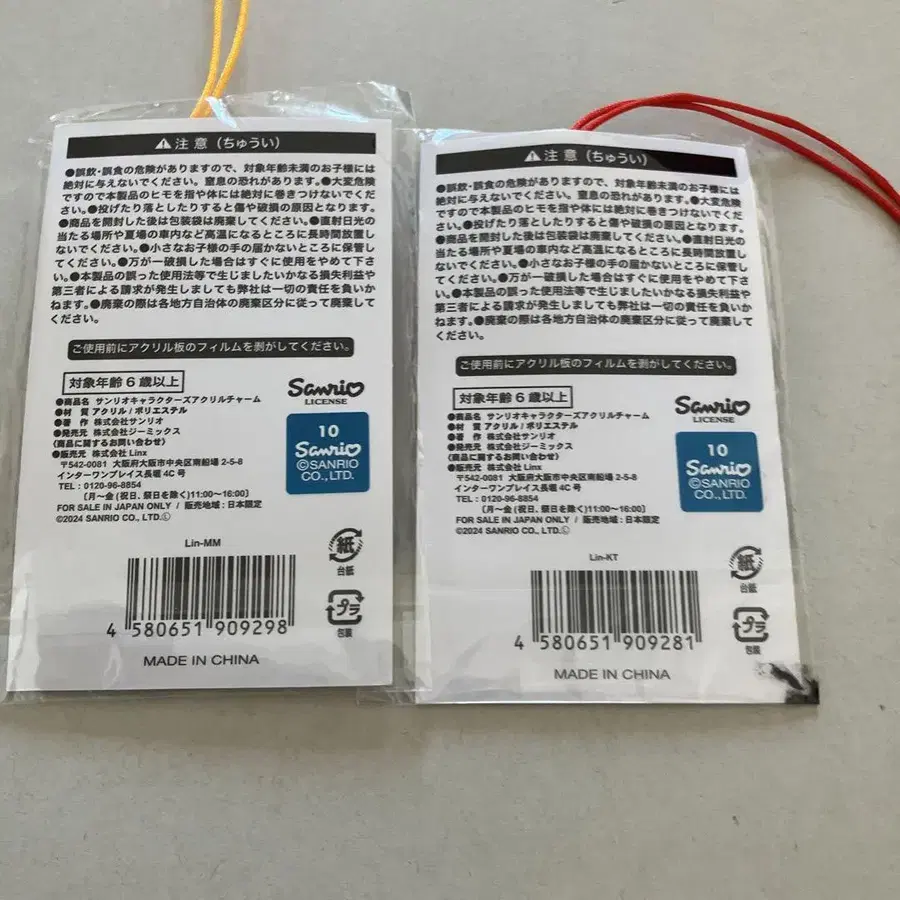 注意（ちゅうい）
●誤飲・誤食の危険がありますので、対象年齢未満のお子様には
絶対に与えないでください。窒息の恐れがあります。●大変危険
ですので本製品のヒモを指や体には絶対に巻きつけないでくださ
い。●投げたり落としたりすると傷や破損の原因となります。
●商品を開封した後は包装袋は廃棄してください。●直射日光の
当たる場所や夏場の車内など高温になるところに長時間放置し
ないでください。●小さなお子様の手の届かないところに保管し
てください。●万が一破損した場合はすぐに使用をやめて下さ
い。●本製品の誤った使用法等で生じましたいかなる損失利益や
第三者による請求が発生しましても弊社は一切の責任を負いか
ねます。●廃棄の際は各地方自治体の廃棄区分に従って廃棄して
ください。
ご使用前にアクリル板のフィルムを剥がしてください。
対象年齢6歳以上
●商品名 サンリオキャラクターズアクリルチャーム
●材 質 アクリル / ポリエステル
●著 作 株式会社サンリオ
●発売元 株式会社ジーミックス
(商品に関するお問い合わせ)
●販売元 株式会社 Linx
〒542-0081 大阪府大阪市中央区南船場 2-5-8
インターワンプレイス長堀 4C 号
TEL : 0120-96-8854
〔月〜金 (祝日、祭日を除く)11:00〜16:00〕
FOR SALE IN JAPAN ONLY / 販売地域 : 日本限定
©2024 SANRIO CO., LTD.Ⓛ
Sanrio
LICENSE
10
Sanrio
©SANRIO
CO.,LTD.
Lin-MM
紙
台紙
プラ
包装
4 580651 909298
MADE IN CHINA
注意（ちゅうい）
●誤飲・誤食の危険がありますので、対象年齢未満のお子様には
絶対に与えないでください。窒息の恐れがあります。●大変危険
ですので本製品のヒモを指や体には絶対に巻きつけないでくださ
い。●投げたり落としたりすると傷や破損の原因となります。
●商品を開封した後は包装袋は廃棄してください。●直射日光の
当たる場所や夏場の車内など高温になるところに長時間放置し
ないでください。●小さなお子様の手の届かないところに保管し
てください。●万が一破損した場合はすぐに使用をやめて下さ
い。●本製品の誤った使用法等で生じましたいかなる損失利益や
第三者による請求が発生しましても弊社は一切の責任を負いか
ねます。●廃棄の際は各地方自治体の廃棄区分に従って廃棄して
ください。
ご使用前にアクリル板のフィルムを剥がしてください。
対象年齢6歳以上
●商品名 サンリオキャラクターズアクリルチャーム
●材 質 アクリル / ポリエステル
●著 作 株式会社サンリオ
●発売元 株式会社ジーミックス
(商品に関するお問い合わせ)
●販売元 株式会社 Linx
〒542-0081 大阪府大阪市中央区南船場 2-5-8
インターワンプレイス長堀 4C 号
TEL : 0120-96-8854
〔月〜金 (祝日、祭日を除く)11:00〜16:00〕
FOR SALE IN JAPAN ONLY / 販売地域 : 日本限定
©2024 SANRIO CO., LTD.Ⓛ
Sanrio
LICENSE
10
Sanrio
©SANRIO
CO.,LTD.
Lin-KT
紙
台紙
プラ
包装
4 580651 909281
MADE IN CHINA